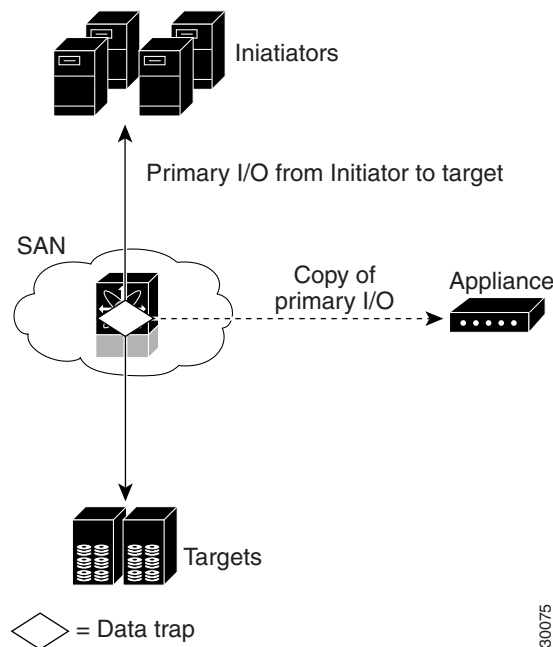 Iniatiators
Primary I/O from Initiator to target
SAN
Copy of
primary I/O
Appliance
Targets
= Data trap
30075